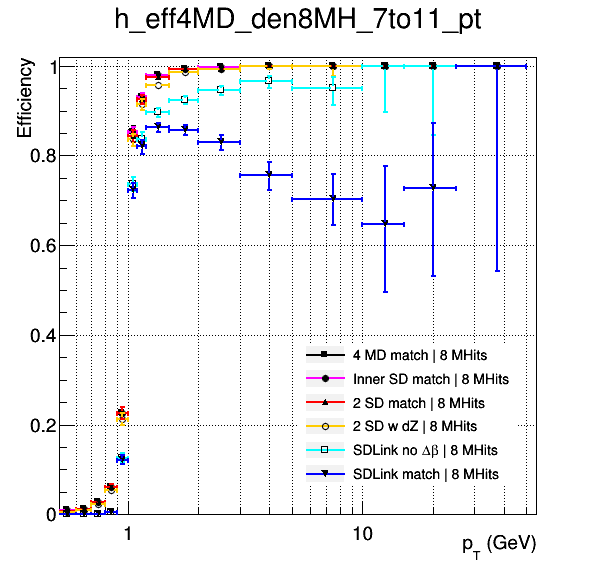 h_eff4MD_den8MH_7to11_pt
Efficiency
1
0.8
0.6
0.4
0.2
0
4 MD match | 8 MHits
Inner SD match | 8 MHits
2 SD match | 8 MHits
2 SD w dZ | 8 MHits
SDLink no Δβ | 8 MHits
SDLink match | 8 MHits
1
10
p_T (GeV)